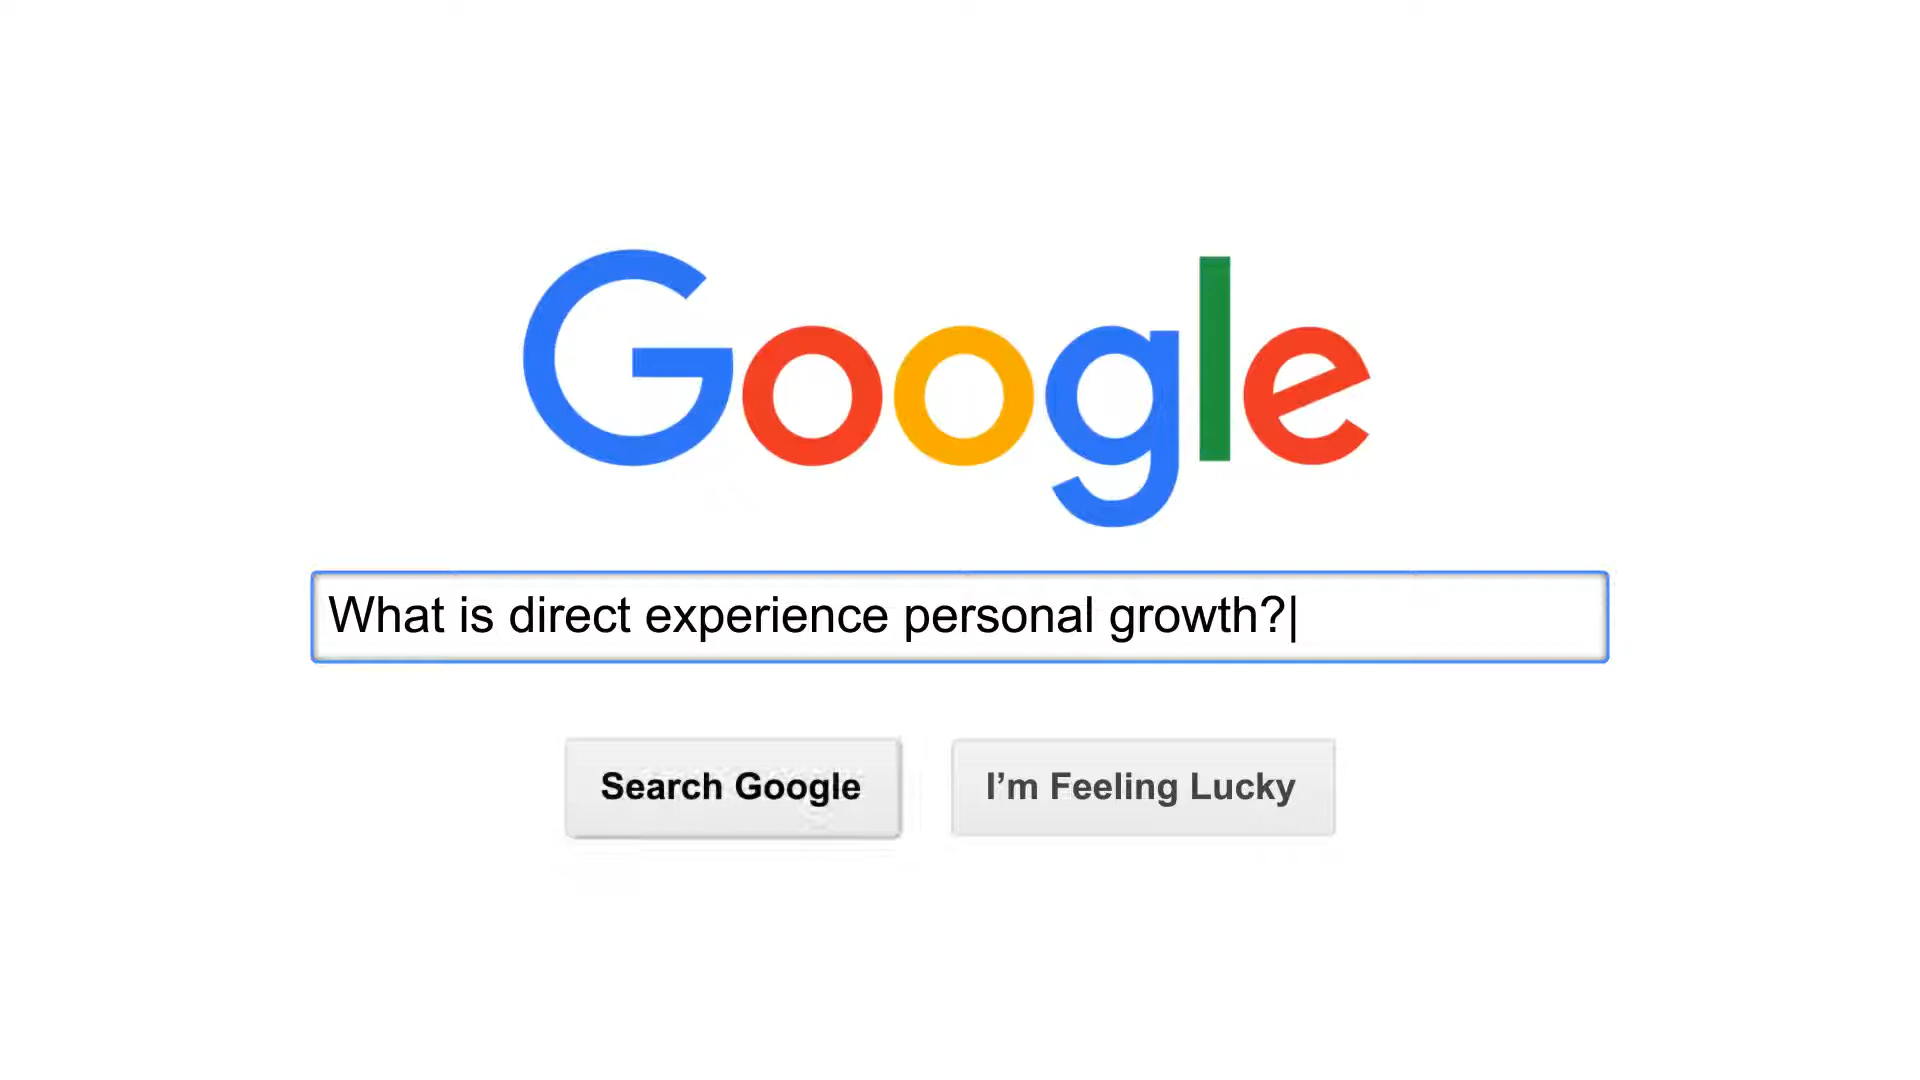 Google
What is direct experience personal growth?
Search Google
I’m Feeling Lucky